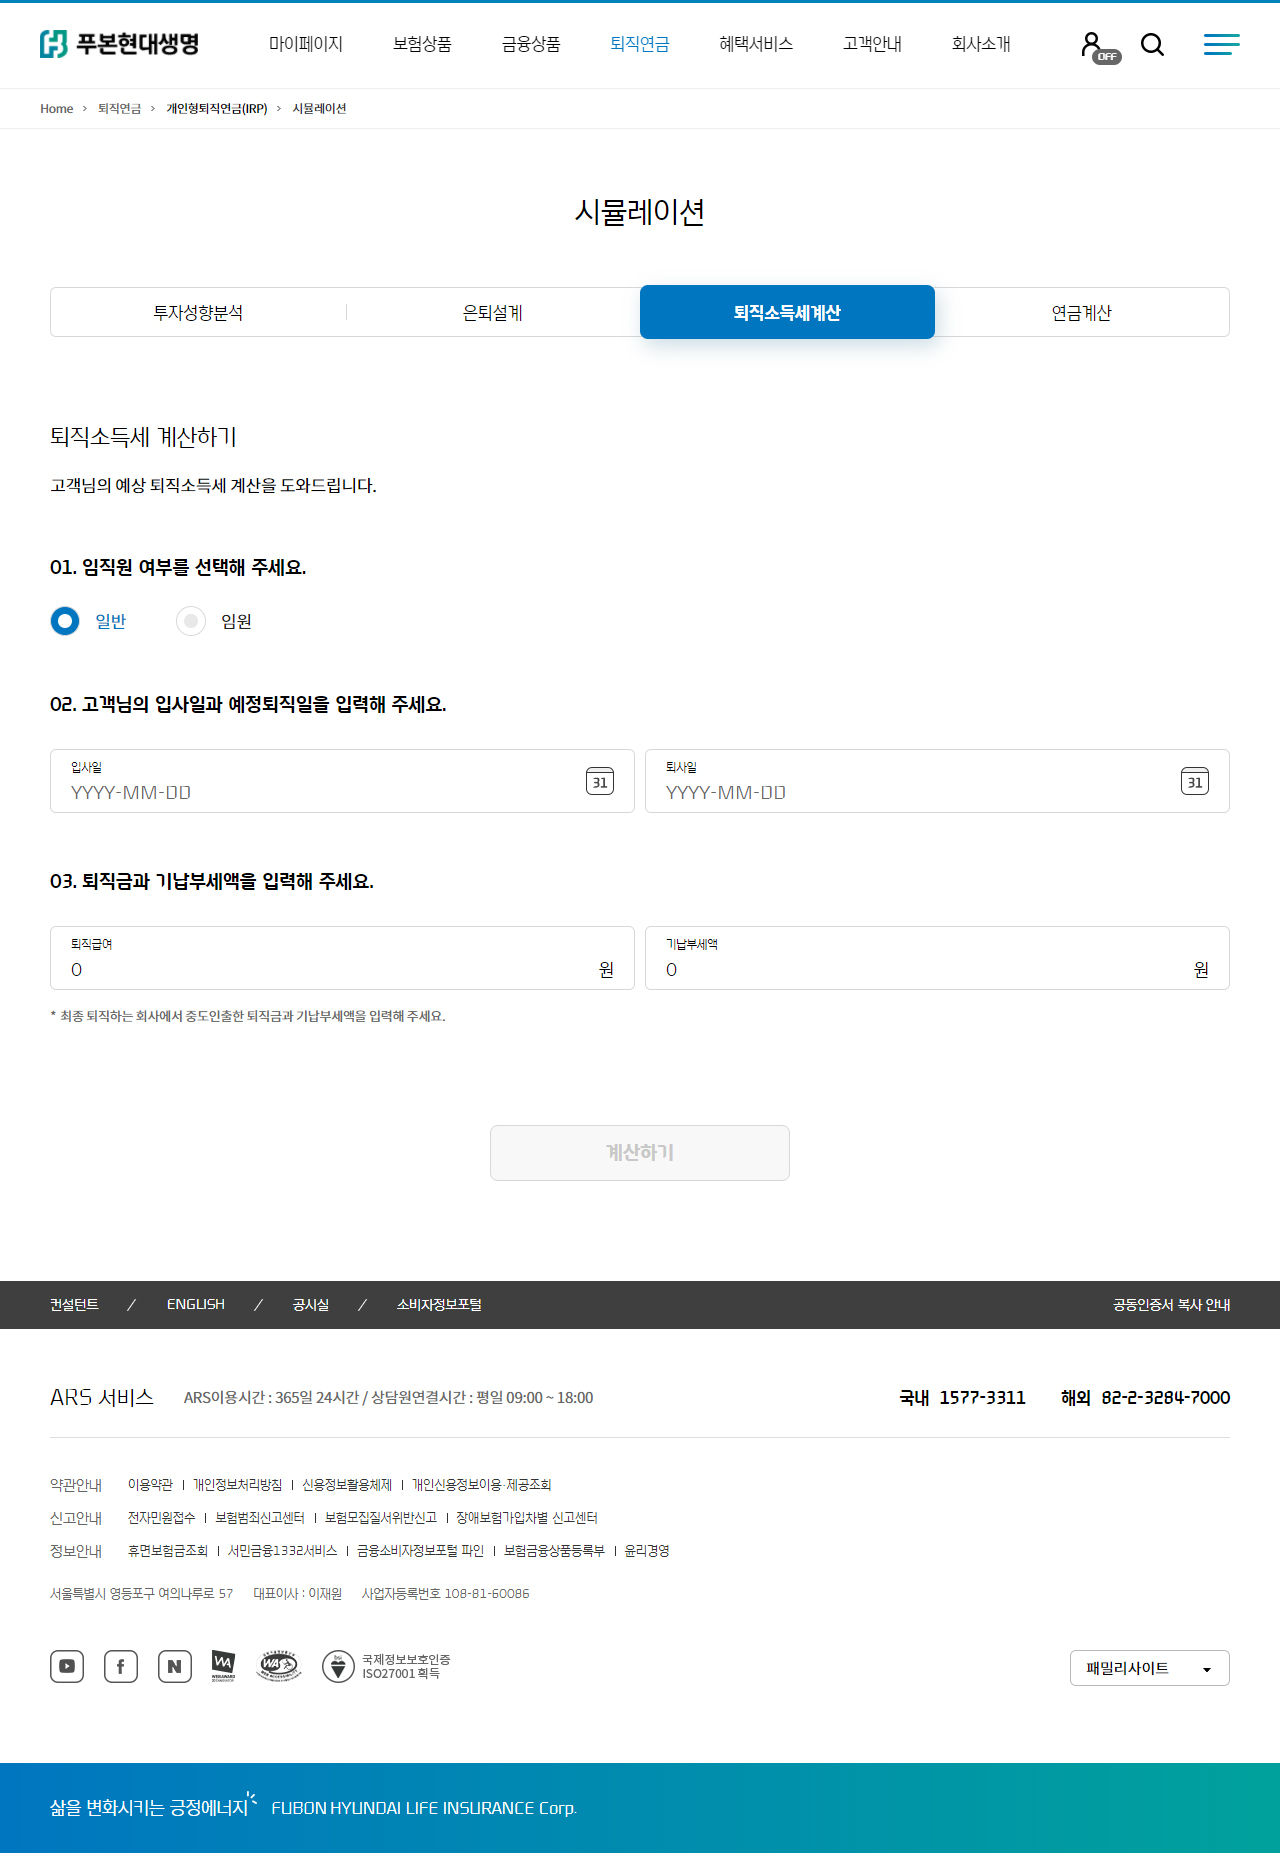 푸본현대생명
마이페이지 보험상품 금융상품 퇴직연금 혜택서비스 고객안내 회사소개 OFF
Home > 퇴직연금 > 개인형퇴직연금(IRP) > 시뮬레이션
시뮬레이션
투자성향분석 은퇴설계 퇴직소득세계산 연금계산
퇴직소득세 계산하기
고객님의 예상 퇴직소득세 계산을 도와드립니다.
01. 임직원 여부를 선택해 주세요.
일반 임원
02. 고객님의 입사일과 예정퇴직일을 입력해 주세요.
입사일 퇴사일
YYYY-MM-DD 31 YYYY-MM-DD 31
03. 퇴직금과 기납부세액을 입력해 주세요.
퇴직급여 기납부세액
0 원 0 원
* 최종 퇴직하는 회사에서 중도인출한 퇴직금과 기납부세액을 입력해 주세요.
계산하기
컨설턴트 / ENGLISH / 공시실 / 소비자정보포털 공동인증서 복사 안내
ARS 서비스 ARS이용시간 : 365일 24시간 / 상담원연결시간 : 평일 09:00 ~ 18:00 국내 1577-3311 해외 82-2-3284-7000
약관안내 이용약관 | 개인정보처리방침 | 신용정보활용체제 | 개인신용정보이용·제공조회
신고안내 전자민원접수 | 보험범죄신고센터 | 보험모집질서위반신고 | 장애보험가입차별 신고센터
정보안내 휴면보험금조회 | 서민금융1332서비스 | 금융소비자정보포털 파인 | 보험금융상품등록부 | 윤리경영
서울특별시 영등포구 여의나루로 57 대표이사 : 이재원 사업자등록번호 108-81-60086
f N WA WA bsi 국제정보보호인증
ISO27001 획득
패밀리사이트
삶을 변화시키는 긍정에너지 FUBON HYUNDAI LIFE INSURANCE Corp.